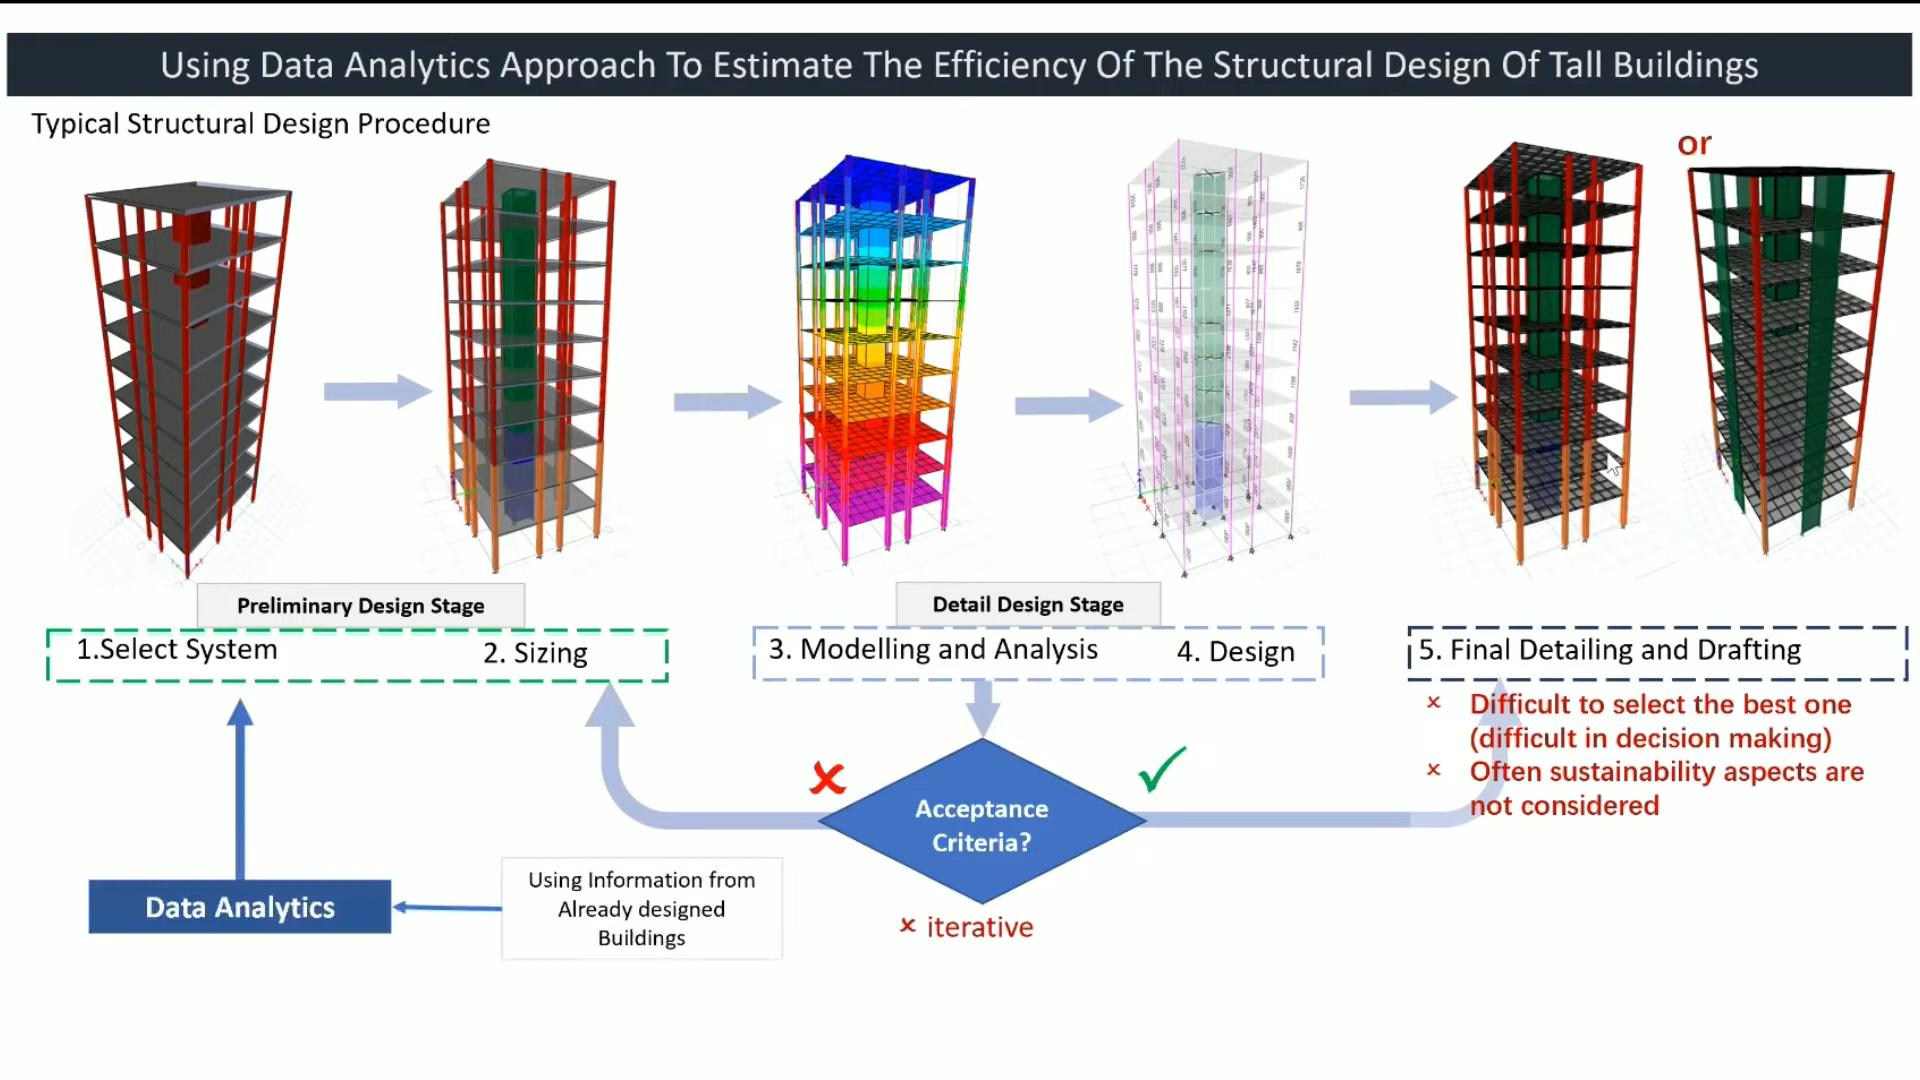 Using Data Analytics Approach To Estimate The Efficiency Of The Structural Design Of Tall Buildings
Typical Structural Design Procedure
or
Preliminary Design Stage
Detail Design Stage
1.Select System
2. Sizing
3. Modelling and Analysis
4. Design
5. Final Detailing and Drafting
× Difficult to select the best one
(difficult in decision making)
× Often sustainability aspects are
not considered
Acceptance
Criteria?
Using Information from
Already designed
Buildings
Data Analytics
× iterative